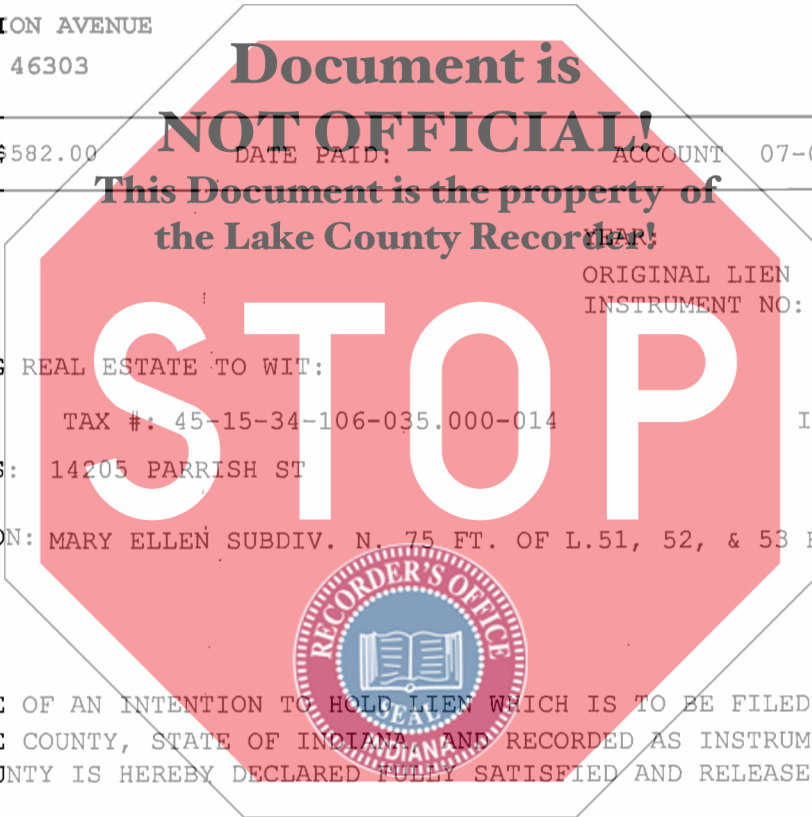 ION AVENUE
46303
Document is
NOT OFFICIAL!
$582.00 DATE PAID: ACCOUNT 07-0
This Document is the property of
the Lake County Recorder!
YEAR:
ORIGINAL LIEN
INSTRUMENT NO:
STOP
REAL ESTATE TO WIT:
TAX #: 45-15-34-106-035.000-014
14205 PARRISH ST
N: MARY ELLEN SUBDIV. N. 75 FT. OF L.51, 52, & 53
RECORDER'S OFFICE
SEAL
INDIANA
OF AN INTENTION TO HOLD LIEN WHICH IS TO BE FILED
COUNTY, STATE OF INDIANA, AND RECORDED AS INSTRUM
UNTY IS HEREBY DECLARED FULLY SATISFIED AND RELEASE